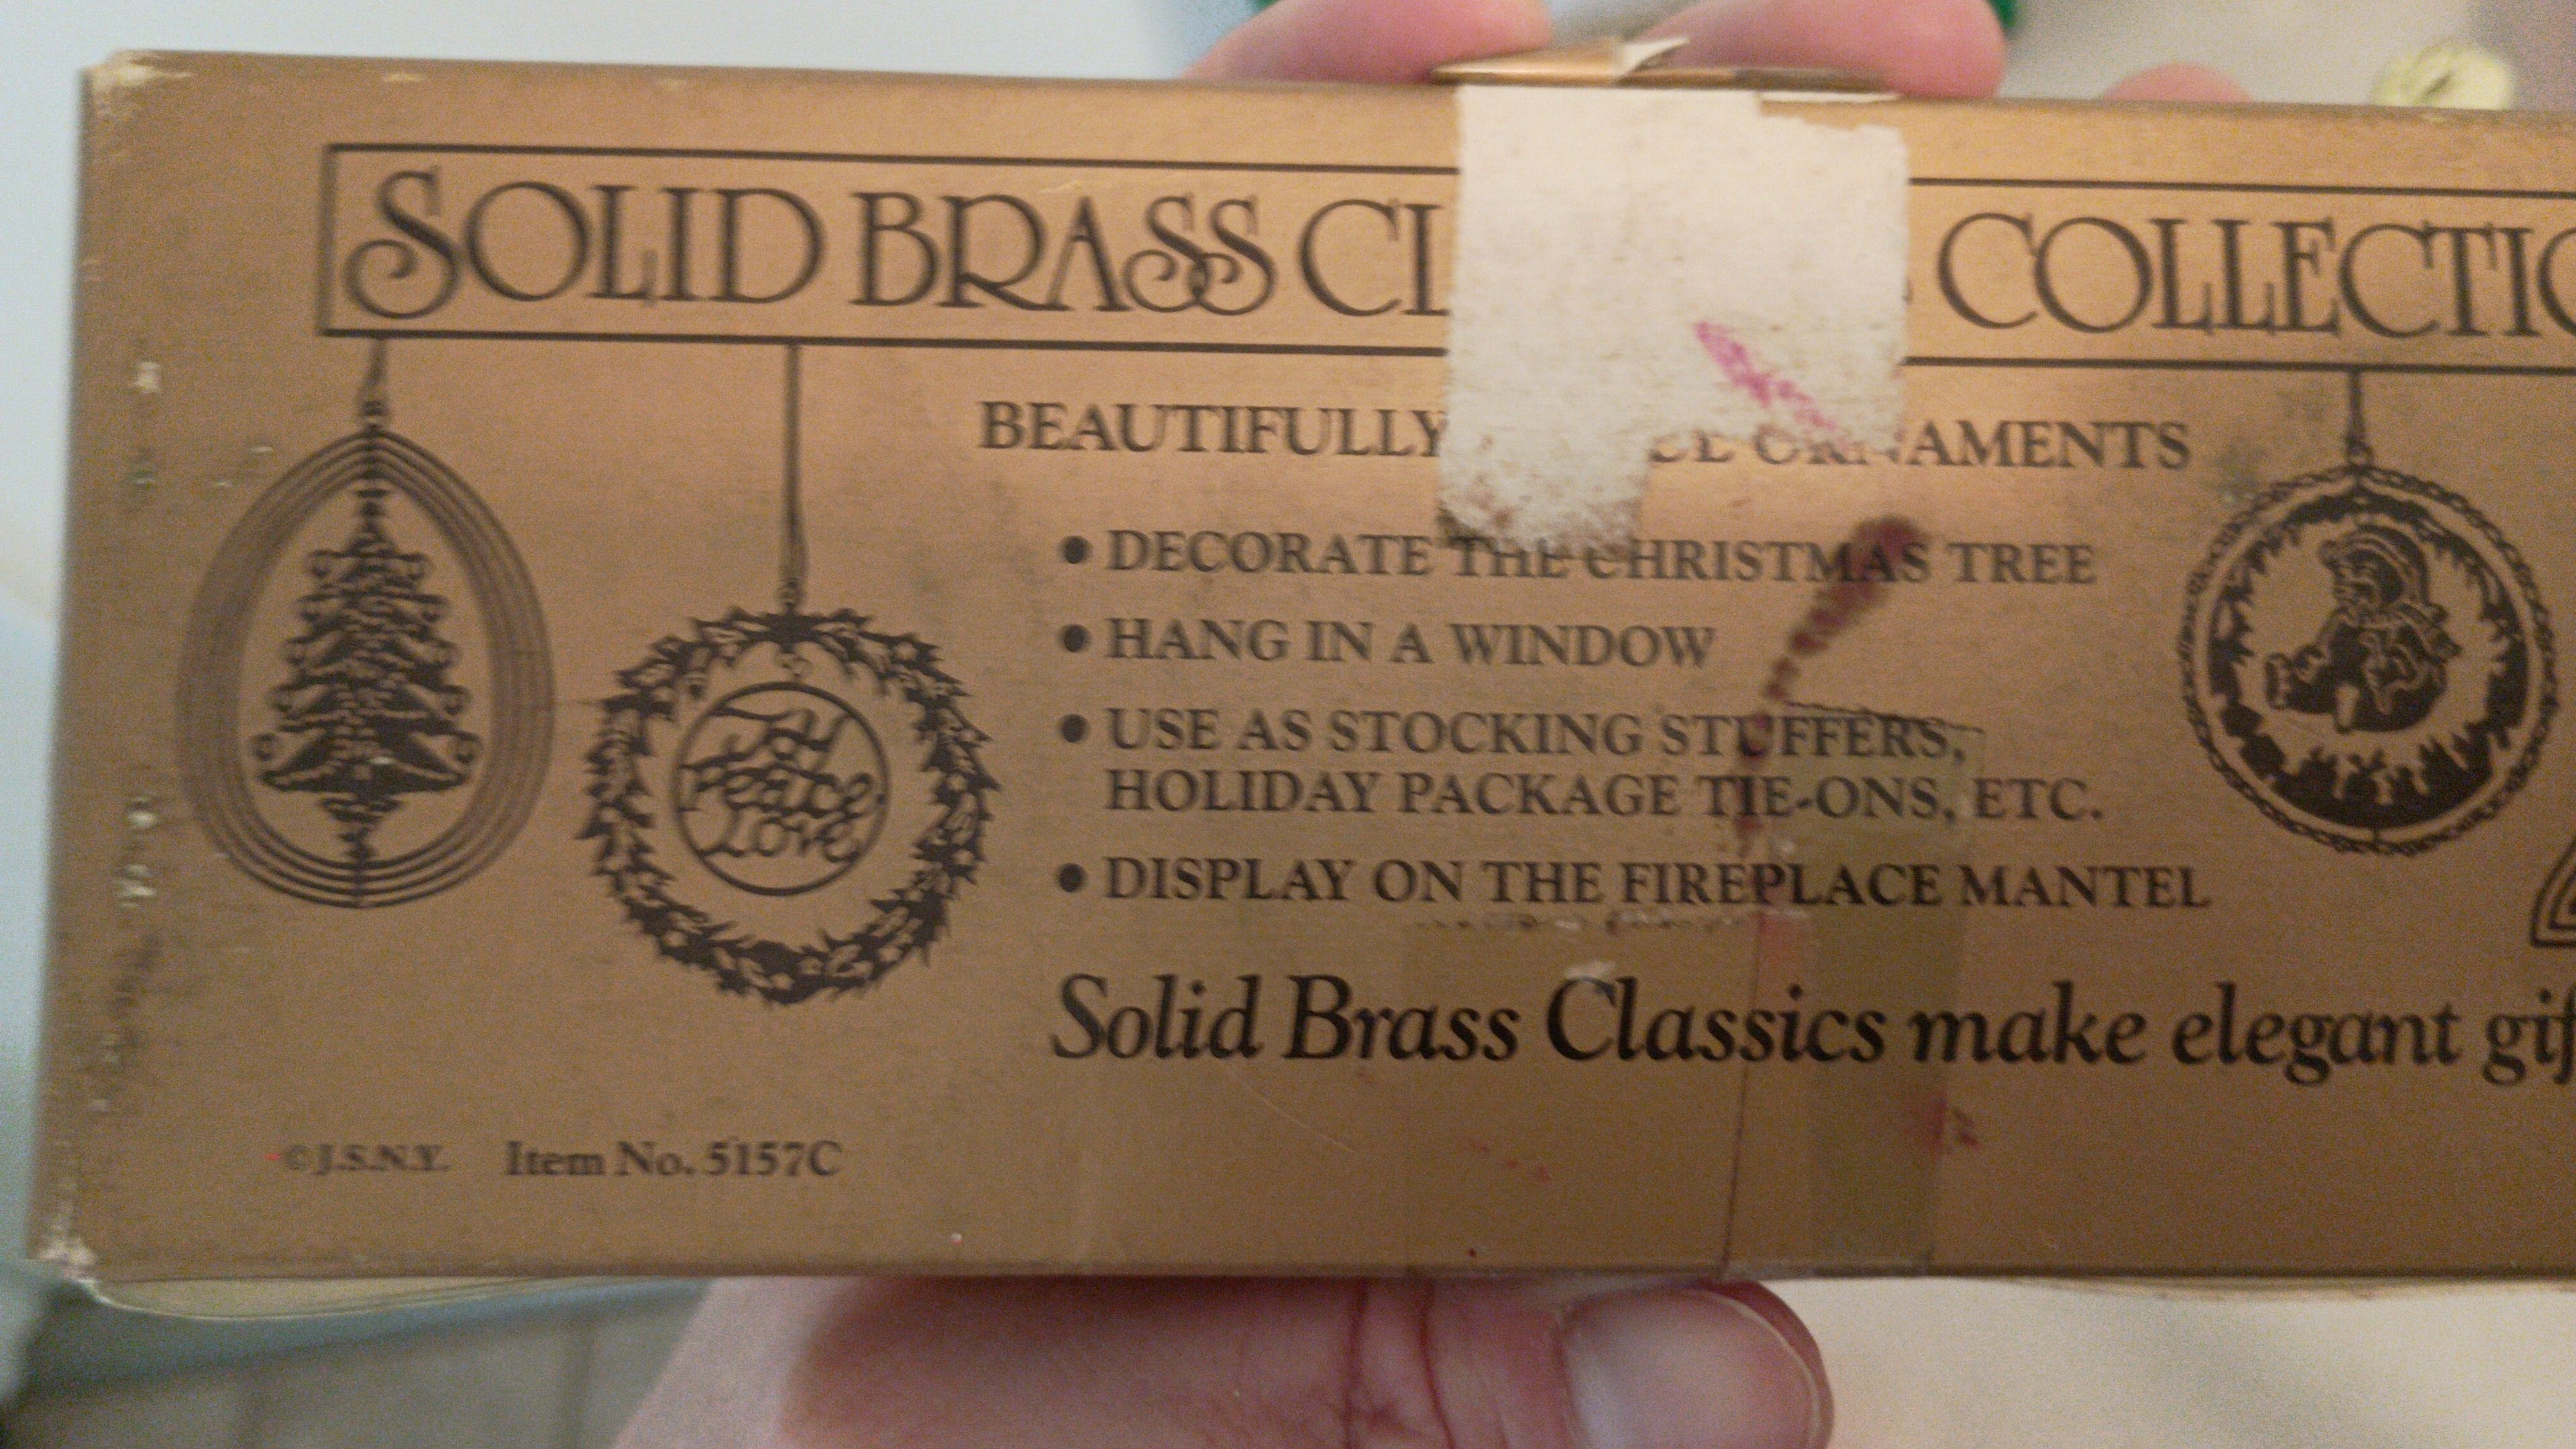 SOLID BRASS CL COLLECTIO
BEAUTIFULLY ORNAMENTS
• DECORATE THE CHRISTMAS TREE
• HANG IN A WINDOW
• USE AS STOCKING STUFFERS,
HOLIDAY PACKAGE TIE-ONS, ETC.
• DISPLAY ON THE FIREPLACE MANTEL
Joy
Peace
Love
Solid Brass Classics make elegant gif
© J.S.N.Y. Item No. 5157C